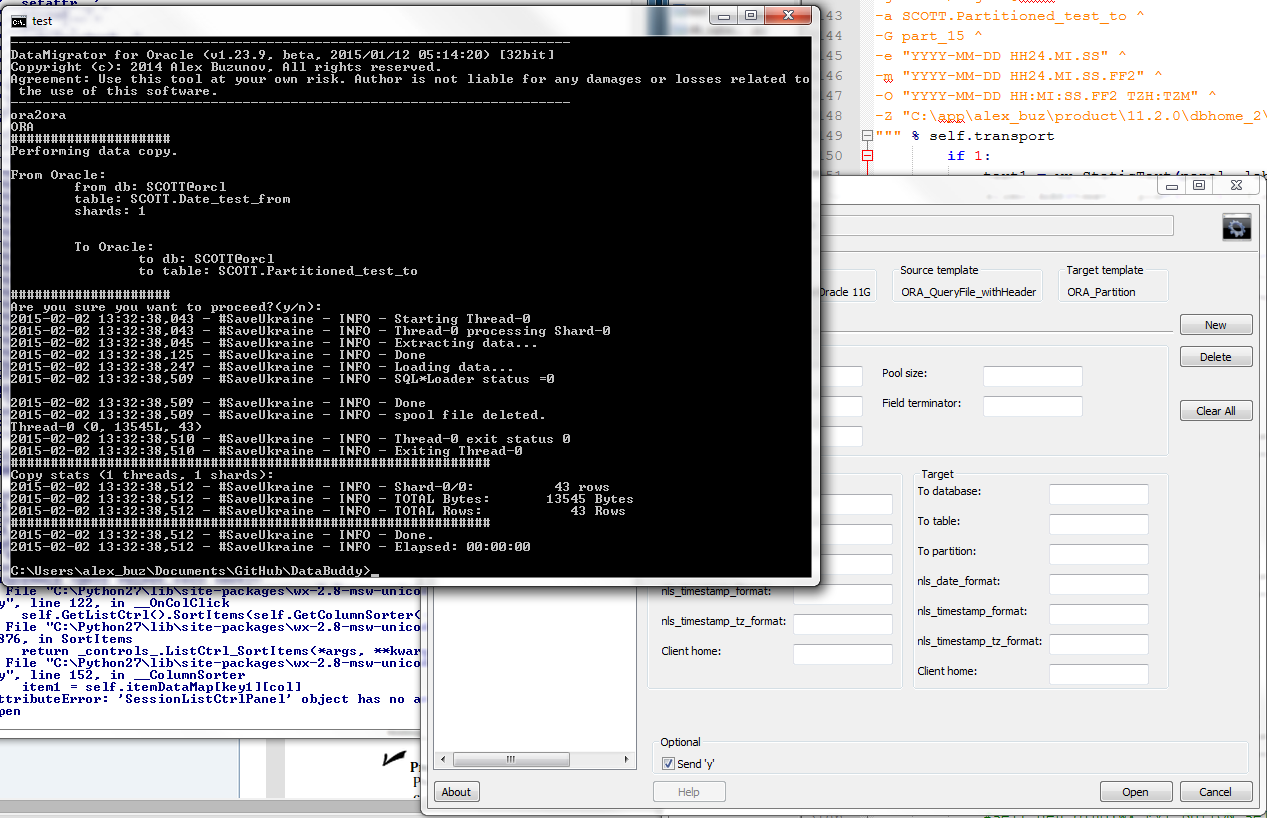 setattr, '
test
------------------------------------------------------------
DataMigrator for Oracle (v1.23.9, beta, 2015/01/12 05:14:20) [32bit]
Copyright (c): 2014 Alex Buzunov, All rights reserved.
Agreement: Use this tool at your own risk. Author is not liable for any damages or losses related to
the use of this software.
------------------------------------------------------------
ora2ora
ORA
####################
Performing data copy.
From Oracle:
from db: SCOTT@orcl
table: SCOTT.Date_test_from
shards: 1
To Oracle:
to db: SCOTT@orcl
to table: SCOTT.Partitioned_test_to
####################
Are you sure you want to proceed?(y/n):
2015-02-02 13:32:38,043 - #SaveUkraine - INFO - Starting Thread-0
2015-02-02 13:32:38,043 - #SaveUkraine - INFO - Thread-0 processing Shard-0
2015-02-02 13:32:38,045 - #SaveUkraine - INFO - Extracting data...
2015-02-02 13:32:38,125 - #SaveUkraine - INFO - Done
2015-02-02 13:32:38,247 - #SaveUkraine - INFO - Loading data...
2015-02-02 13:32:38,509 - #SaveUkraine - INFO - SQL*Loader status =0
2015-02-02 13:32:38,509 - #SaveUkraine - INFO - Done
2015-02-02 13:32:38,509 - #SaveUkraine - INFO - spool file deleted.
Thread-0 (0, 13545L, 43)
2015-02-02 13:32:38,510 - #SaveUkraine - INFO - Thread-0 exit status 0
2015-02-02 13:32:38,510 - #SaveUkraine - INFO - Exiting Thread-0
############################################################
Copy stats (1 threads, 1 shards):
2015-02-02 13:32:38,512 - #SaveUkraine - INFO - Shard-0/0: 43 rows
2015-02-02 13:32:38,512 - #SaveUkraine - INFO - TOTAL Bytes: 13545 Bytes
2015-02-02 13:32:38,512 - #SaveUkraine - INFO - TOTAL Rows: 43 Rows
############################################################
2015-02-02 13:32:38,512 - #SaveUkraine - INFO - Done.
2015-02-02 13:32:38,512 - #SaveUkraine - INFO - Elapsed: 00:00:00
C:\Users\alex_buz\Documents\GitHub\DataBuddy>_
143 -a SCOTT.Partitioned_test_to ^
144 -G part_15 ^
145 -e "YYYY-MM-DD HH24.MI.SS" ^
146 -m "YYYY-MM-DD HH24.MI.SS.FF2" ^
147 -O "YYYY-MM-DD HH:MI:SS.FF2 TZH:TZM" ^
148 -Z "C:\app\alex_buz\product\11.2.0\dbhome_2\
149 """ % self.transport
150 if 1:
Oracle 11G
Source template
ORA_QueryFile_withHeader
Target template
ORA_Partition
New
Delete
Clear All
Pool size:
Field terminator:
Target
To database:
To table:
To partition:
nls_date_format:
nls_timestamp_format:
nls_timestamp_tz_format:
Client home:
nls_timestamp_format:
nls_timestamp_tz_format:
Client home:
Optional
Send 'y'
About
Help
Open
Cancel
File "C:\Python27\lib\site-packages\wx-2.8-msw-unico
y", line 122, in __OnColClick
self.GetListCtrl().SortItems(self.GetColumnSorter(
File "C:\Python27\lib\site-packages\wx-2.8-msw-unico
876, in SortItems
return _controls_.ListCtrl_SortItems(*args, **kwar
File "C:\Python27\lib\site-packages\wx-2.8-msw-unico
y", line 152, in __ColumnSorter
item1 = self.itemDataMap[key1][col]
ttributeError: 'SessionListCtrlPanel' object has no a
pen